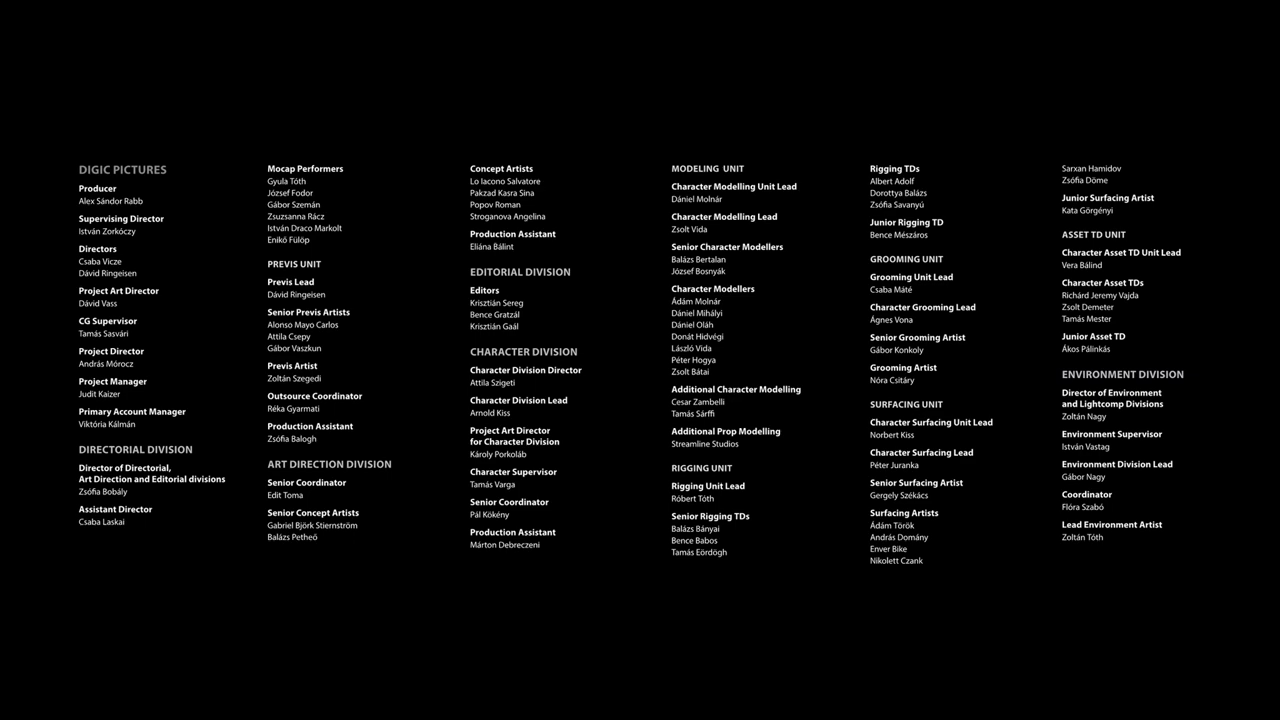 DIGIC PICTURES
Producer
Alex Sándor Rabb
Supervising Director
István Zorkóczy
Directors
Csaba Vicze
Dávid Ringeisen
Project Art Director
Dávid Vass
CG Supervisor
Tamás Sasvári
Project Director
András Mórocz
Project Manager
Judit Kaizer
Primary Account Manager
Viktória Kálmán
DIRECTORIAL DIVISION
Director of Directorial,
Art Direction and Editorial divisions
Zsófia Bobály
Assistant Director
Csaba Laskai
Mocap Performers
Gyula Tóth
József Fodor
Gábor Szemán
Zsuzsanna Rácz
István Draco Markolt
Enikő Fülöp
PREVIS UNIT
Previs Lead
Dávid Ringeisen
Senior Previs Artists
Alonso Mayo Carlos
Attila Csepy
Gábor Vaszkun
Previs Artist
Zoltán Szegedi
Outsource Coordinator
Réka Gyarmati
Production Assistant
Zsófia Balogh
ART DIRECTION DIVISION
Senior Coordinator
Edit Toma
Senior Concept Artists
Gabriel Björk Stiernström
Balázs Pethő
Concept Artists
Lo Iacono Salvatore
Pakzad Kasra Sina
Popov Roman
Stroganova Angelina
Production Assistant
Eliána Bálint
EDITORIAL DIVISION
Editors
Krisztián Sereg
Bence Gratzál
Krisztián Gaál
CHARACTER DIVISION
Character Division Director
Attila Szigeti
Character Division Lead
Arnold Kiss
Project Art Director
for Character Division
Károly Porkoláb
Character Supervisor
Tamás Varga
Senior Coordinator
Pál Kökény
Production Assistant
Márton Debreczeni
MODELING UNIT
Character Modelling Unit Lead
Dániel Molnár
Character Modelling Lead
Zsolt Vida
Senior Character Modellers
Balázs Bertalan
József Bosnyák
Character Modellers
Ádám Molnár
Dániel Mihályi
Dániel Oláh
Donát Hidvégi
László Vida
Péter Hogya
Zsolt Bátai
Additional Character Modelling
Cesar Zambelli
Tamás Sárffi
Additional Prop Modelling
Streamline Studios
RIGGING UNIT
Rigging Unit Lead
Róbert Tóth
Senior Rigging TDs
Balázs Bányai
Bence Babos
Tamás Eördögh
Rigging TDs
Albert Adolf
Dorottya Balázs
Zsófia Savanyú
Junior Rigging TD
Bence Mészáros
GROOMING UNIT
Grooming Unit Lead
Csaba Máté
Character Grooming Lead
Ágnes Vona
Senior Grooming Artist
Gábor Konkoly
Grooming Artist
Nóra Csitáry
SURFACING UNIT
Character Surfacing Unit Lead
Norbert Kiss
Character Surfacing Lead
Péter Juranka
Senior Surfacing Artist
Gergely Székács
Surfacing Artists
Ádám Török
András Domány
Enver Bike
Nikolett Czank
Sarxan Hamidov
Zsófia Döme
Junior Surfacing Artist
Kata Görgényi
ASSET TD UNIT
Character Asset TD Unit Lead
Vera Bálind
Character Asset TDs
Richárd Jeremy Vajda
Zsolt Demeter
Tamás Mester
Junior Asset TD
Ákos Pálinkás
ENVIRONMENT DIVISION
Director of Environment
and Lightcomp Divisions
Zoltán Nagy
Environment Supervisor
István Vastag
Environment Division Lead
Gábor Nagy
Coordinator
Flóra Szabó
Lead Environment Artist
Zoltán Tóth